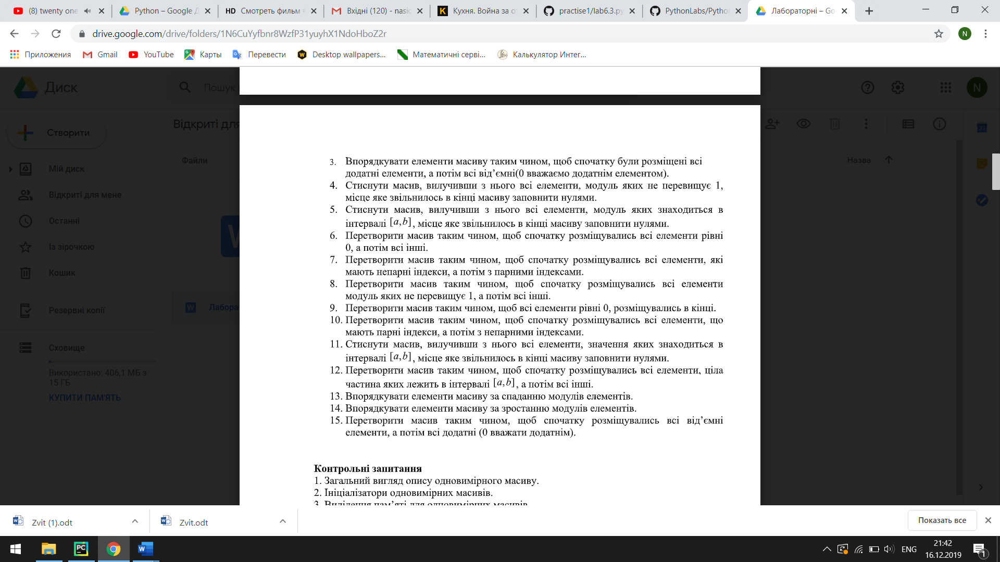 (8) twenty one
Python – Google Д
HD Смотреть фильм
Вхідні (120) - nasic
Кухня. Война за о
practise1/lab6.3.py
PythonLabs/Pytho
Лабораторні – Go
drive.google.com/drive/folders/1N6CuYyfbnr8WzfP31yuyhX1NdoHboZ2r
N
Приложения
Gmail
YouTube
Карты
Перевести
Desktop wallpapers...
Математичні серві...
Калькулятор Интег...
Диск
Пошук
N
Створити
Відкриті для
Файли
Назва
Мій диск
Відкриті для мене
Останні
Із зірочкою
Кошик
Резервні копії
Лабора
Сховище
Використано: 406,1 МБ з
15 ГБ
КУПИТИ ПАМ'ЯТЬ
3. Впорядкувати елементи масиву таким чином, щоб спочатку були розміщені всі
додатні елементи, а потім всі від’ємні(0 вважаємо додатнім елементом).
4. Стиснути масив, вилучивши з нього всі елементи, модуль яких не перевищує 1,
місце яке звільнилось в кінці масиву заповнити нулями.
5. Стиснути масив, вилучивши з нього всі елементи, модуль яких знаходиться в
інтервалі [a,b], місце яке звільнилось в кінці масиву заповнити нулями.
6. Перетворити масив таким чином, щоб спочатку розміщувались всі елементи рівні
0, а потім всі інші.
7. Перетворити масив таким чином, щоб спочатку розміщувались всі елементи, які
мають непарні індекси, а потім з парними індексами.
8. Перетворити масив таким чином, щоб спочатку розміщувались всі елементи
модуль яких не перевищує 1, а потім всі інші.
9. Перетворити масив таким чином, щоб всі елементи рівні 0, розміщувались в кінці.
10. Перетворити масив таким чином, щоб спочатку розміщувались всі елементи, що
мають парні індекси, а потім з непарними індексами.
11. Стиснути масив, вилучивши з нього всі елементи, значення яких знаходиться в
інтервалі [a,b], місце яке звільнилось в кінці масиву заповнити нулями.
12. Перетворити масив таким чином, щоб спочатку розміщувались всі елементи, ціла
частина яких лежить в інтервалі [a,b], а потім всі інші.
13. Впорядкувати елементи масиву за спаданню модулів елементів.
14. Впорядкувати елементи масиву за зростанню модулів елементів.
15. Перетворити масив таким чином, щоб спочатку розміщувались всі від’ємні
елементи, а потім всі додатні (0 вважати додатнім).
Контрольні запитання
1. Загальний вигляд опису одновимірного масиву.
2. Ініціалізатори одновимірних масивів.
3. Виділення пам’яті для одновимірних масивів
Zvit (1).odt
Zvit.odt
Показать все
ENG
21:42
16.12.2019
1